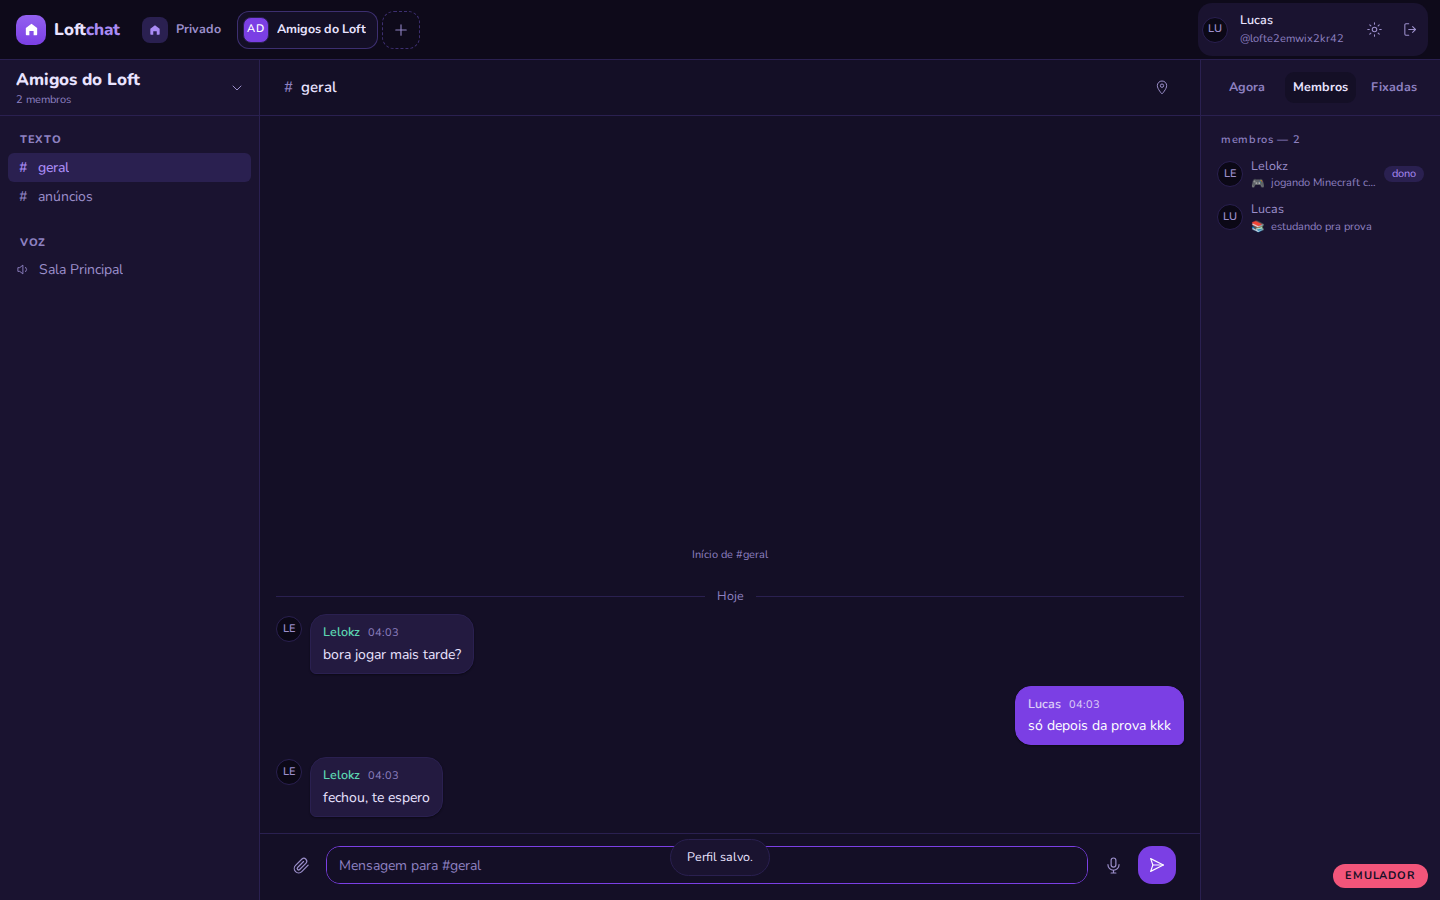 Loftchat
Privado
AD
Amigos do Loft
LU
Lucas
@lofte2emwix2kr42
Amigos do Loft
2 membros
# geral
Agora
Membros
Fixadas
TEXTO
# geral
# anúncios
VOZ
Sala Principal
membros — 2
LE
Lelokz
🎮 jogando Minecraft c...
dono
LU
Lucas
📚 estudando pra prova
Início de #geral
Hoje
LE
Lelokz 04:03
bora jogar mais tarde?
Lucas 04:03
só depois da prova kkk
LE
Lelokz 04:03
fechou, te espero
Mensagem para #geral
Perfil salvo.
EMULADOR